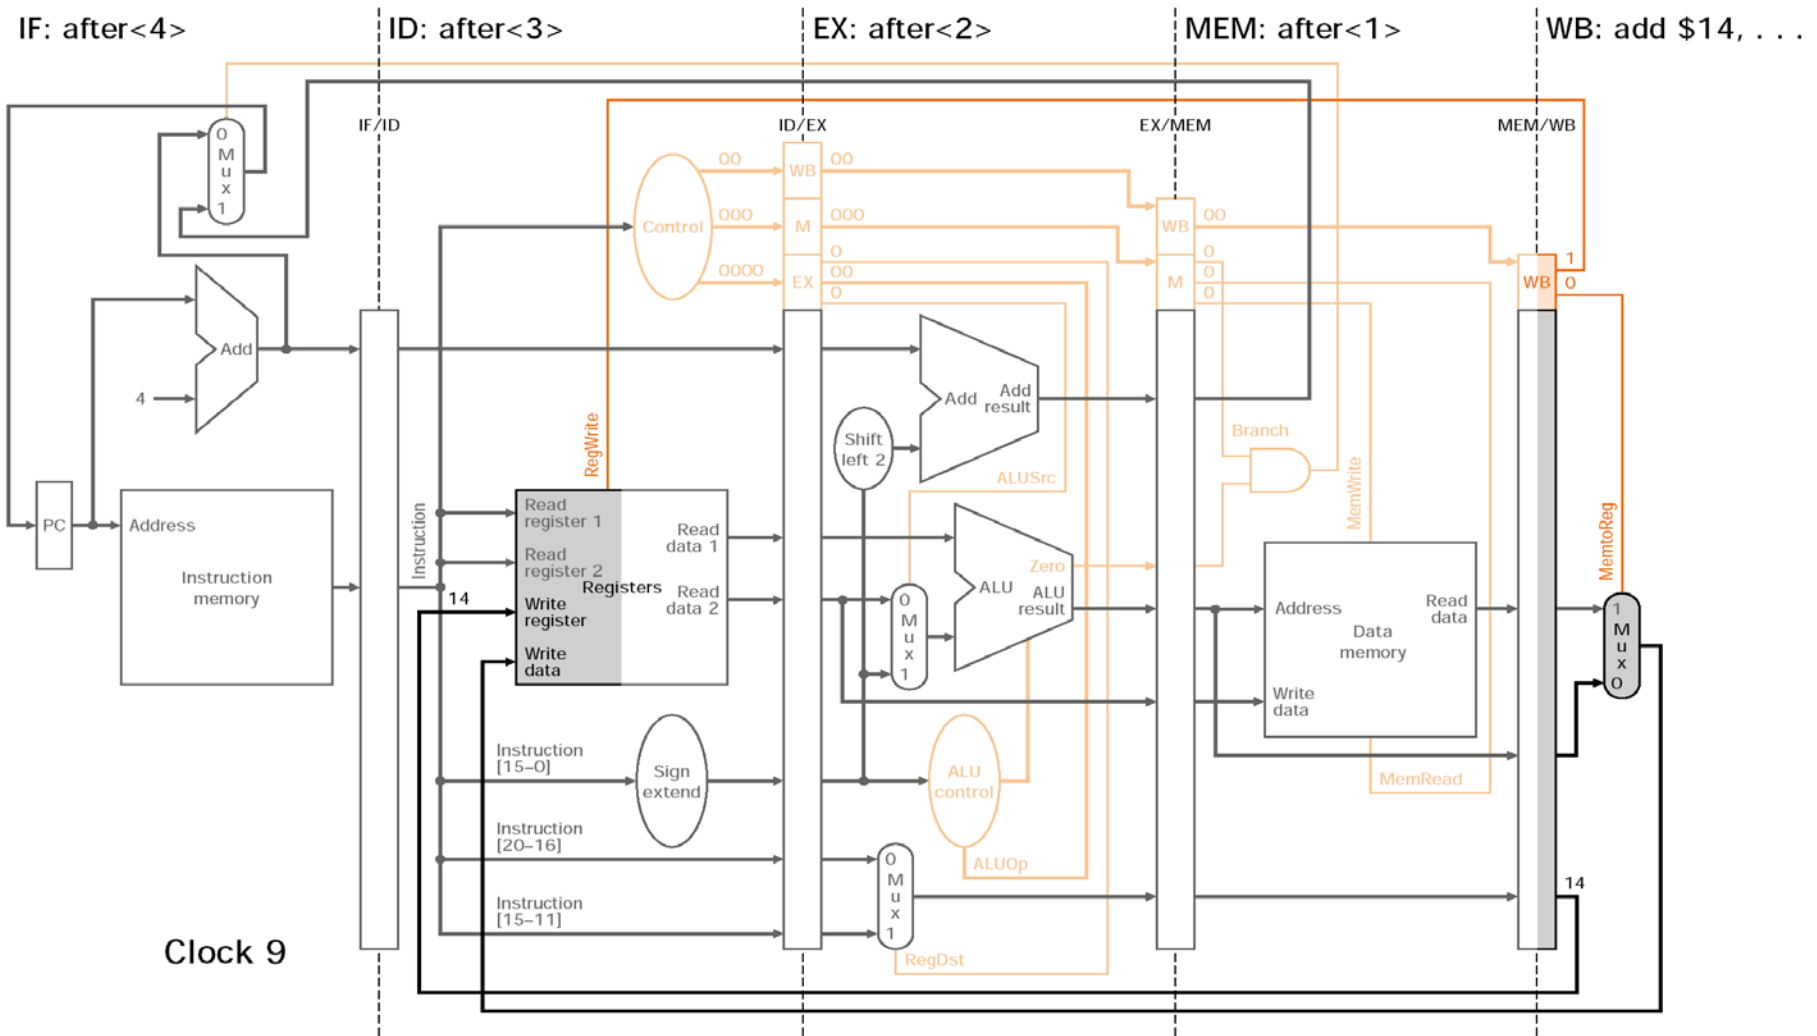 IF: after<4>
ID: after<3>
EX: after<2>
MEM: after<1>
WB: add $14, . . .
IF/ID
ID/EX
EX/MEM
MEM/WB
0
M
u
x
1
Add
4
PC
Address
Instruction
memory
Instruction
Control
00
000
0000
WB
M
EX
00
000
0
00
0
WB
M
00
0
0
0
WB
1
0
RegWrite
14
Read
register 1
Read
register 2
Write
register
Write
data
Registers
Read
data 1
Read
data 2
Instruction
[15–0]
Sign
extend
Instruction
[20–16]
Instruction
[15–11]
Shift
left 2
Add
Add
result
ALUSrc
0
M
u
x
1
ALU
Zero
ALU
result
ALU
control
ALUOp
0
M
u
x
1
RegDst
Branch
MemWrite
Address
Read
data
Data
memory
Write
data
MemRead
MemtoReg
1
M
u
x
0
14
Clock 9